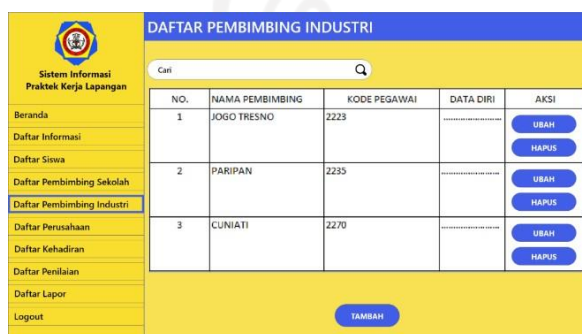 DAFTAR PEMBIMBING INDUSTRI
Sistem Informasi
Praktek Kerja Lapangan
Beranda
Daftar Informasi
Daftar Siswa
Daftar Pembimbing Sekolah
Daftar Pembimbing Industri
Daftar Perusahaan
Daftar Kehadiran
Daftar Penilaian
Daftar Lapor
Logout
Cari
NO. NAMA PEMBIMBING KODE PEGAWAI DATA DIRI AKSI
1 JOGO TRESNO 2223 ........................ UBAH
HAPUS
2 PARIPAN 2235 ........................ UBAH
HAPUS
3 CUNIATI 2270 ........................ UBAH
HAPUS
TAMBAH